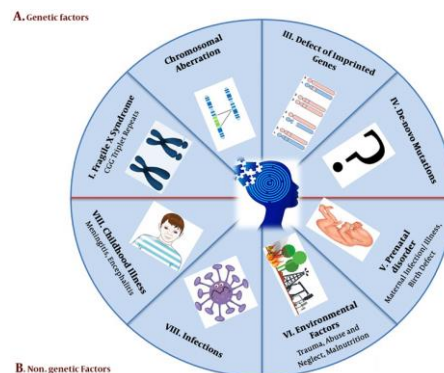 A. Genetic factors
Chromosomal
Aberration
III. Defect of Imprinted
Genes
I. Fragile X Syndrome
CGG Triplet Repeats
IV. De-novo Mutations
VIII. Childhood Illness
Meningitis, Encephalitis
V. Prenatal
disorder
Maternal Infection/ Illness,
Birth Defect
VIII. Infections
VI. Environmental
Factors
Trauma, Abuse and
Neglect, Malnutrition
B. Non. genetic Factors